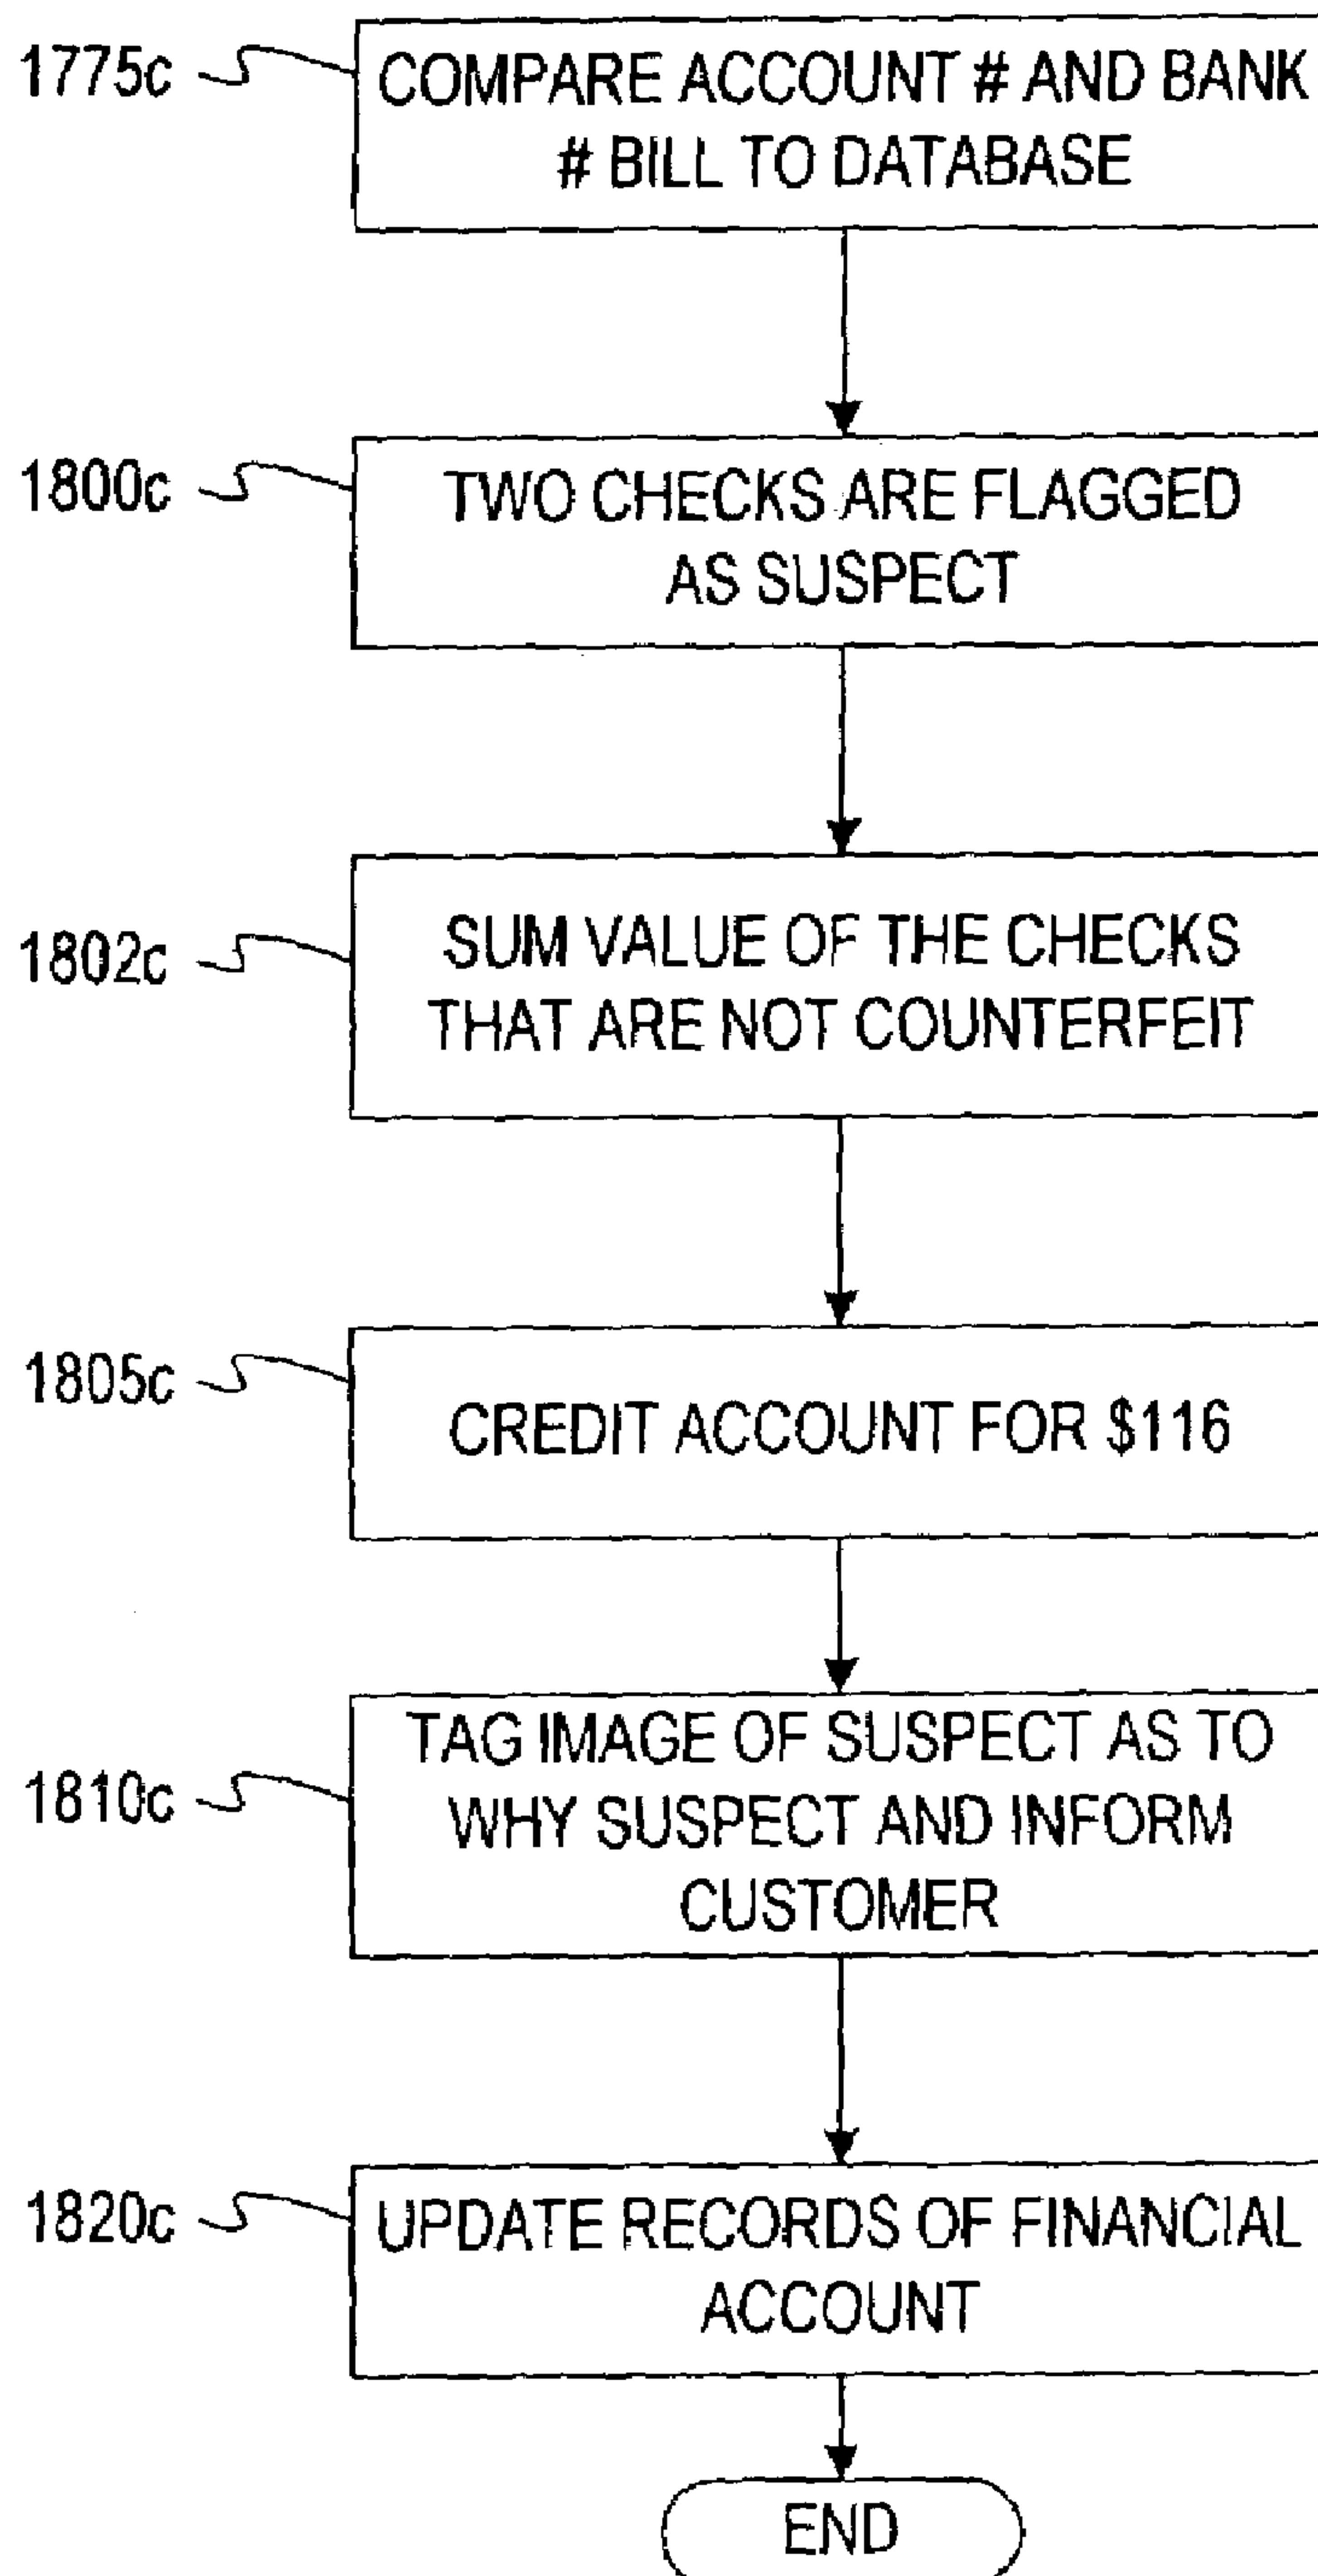 1775c
COMPARE ACCOUNT # AND BANK
# BILL TO DATABASE
1800c
TWO CHECKS ARE FLAGGED
AS SUSPECT
1802c
SUM VALUE OF THE CHECKS
THAT ARE NOT COUNTERFEIT
1805c
CREDIT ACCOUNT FOR $116
1810c
TAG IMAGE OF SUSPECT AS TO
WHY SUSPECT AND INFORM
CUSTOMER
1820c
UPDATE RECORDS OF FINANCIAL
ACCOUNT
END